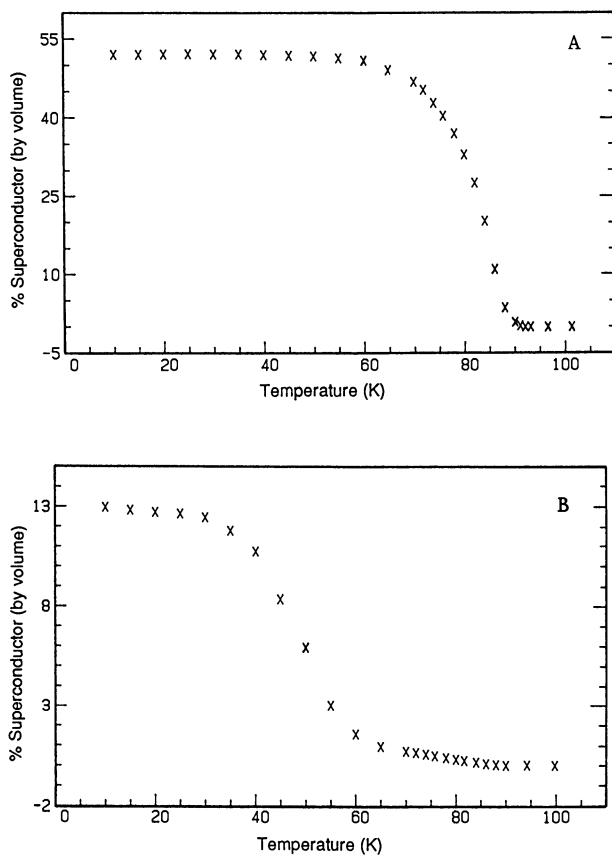 A
55
40
25
10
-5
% Superconductor (by volume)
0 20 40 60 80 100
Temperature (K)
B
13
8
3
-2
% Superconductor (by volume)
0 20 40 60 80 100
Temperature (K)